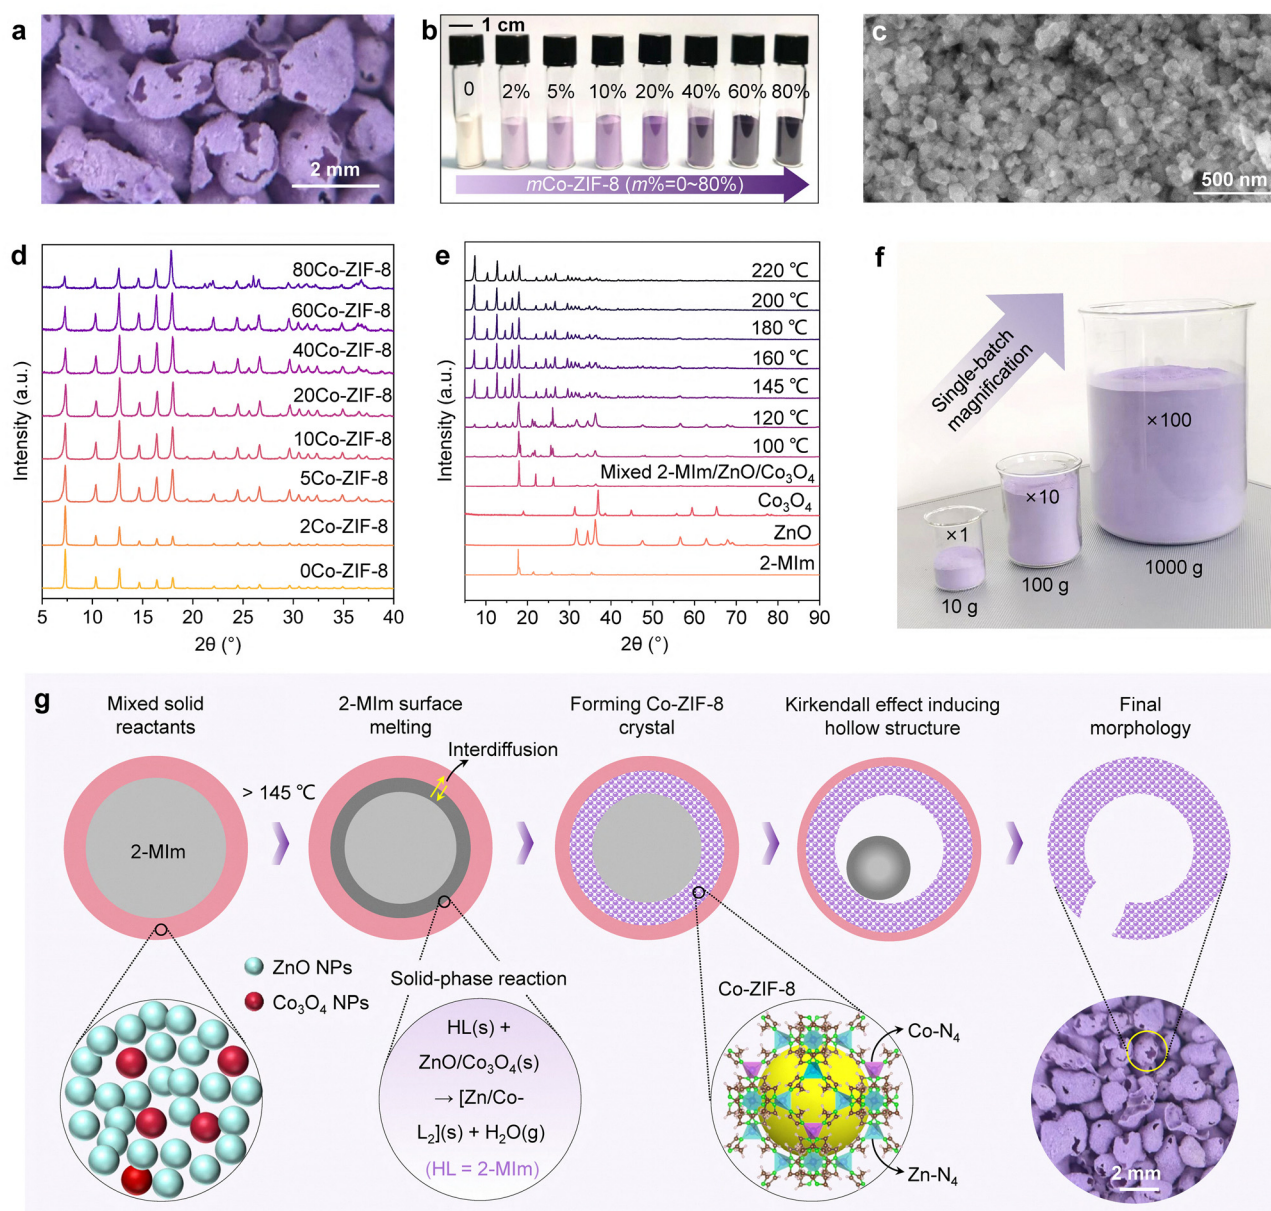 a
2 mm
b
1 cm
0
2%
5%
10%
20%
40%
60%
80%
mCo-ZIF-8 (m%=0~80%)
c
500 nm
d
80Co-ZIF-8
60Co-ZIF-8
40Co-ZIF-8
20Co-ZIF-8
10Co-ZIF-8
5Co-ZIF-8
2Co-ZIF-8
0Co-ZIF-8
Intensity (a.u.)
5
10
15
20
25
30
35
40
2θ (°)
e
220 ℃
200 ℃
180 ℃
160 ℃
145 ℃
120 ℃
100 ℃
Mixed 2-MIm/ZnO/Co₃O₄
Co₃O₄
ZnO
2-MIm
Intensity (a.u.)
10
20
30
40
50
60
70
80
90
2θ (°)
f
Single-batch
magnification
×1
×10
×100
10 g
100 g
1000 g
g
Mixed solid
reactants
2-MIm
> 145 ℃
2-MIm surface
melting
Interdiffusion
Forming Co-ZIF-8
crystal
Kirkendall effect inducing
hollow structure
Final
morphology
ZnO NPs
Co₃O₄ NPs
Solid-phase reaction
HL(s) +
ZnO/Co₃O₄(s)
→ [Zn/Co-
L₂](s) + H₂O(g)
(HL = 2-MIm)
Co-ZIF-8
Co-N₄
Zn-N₄
2 mm